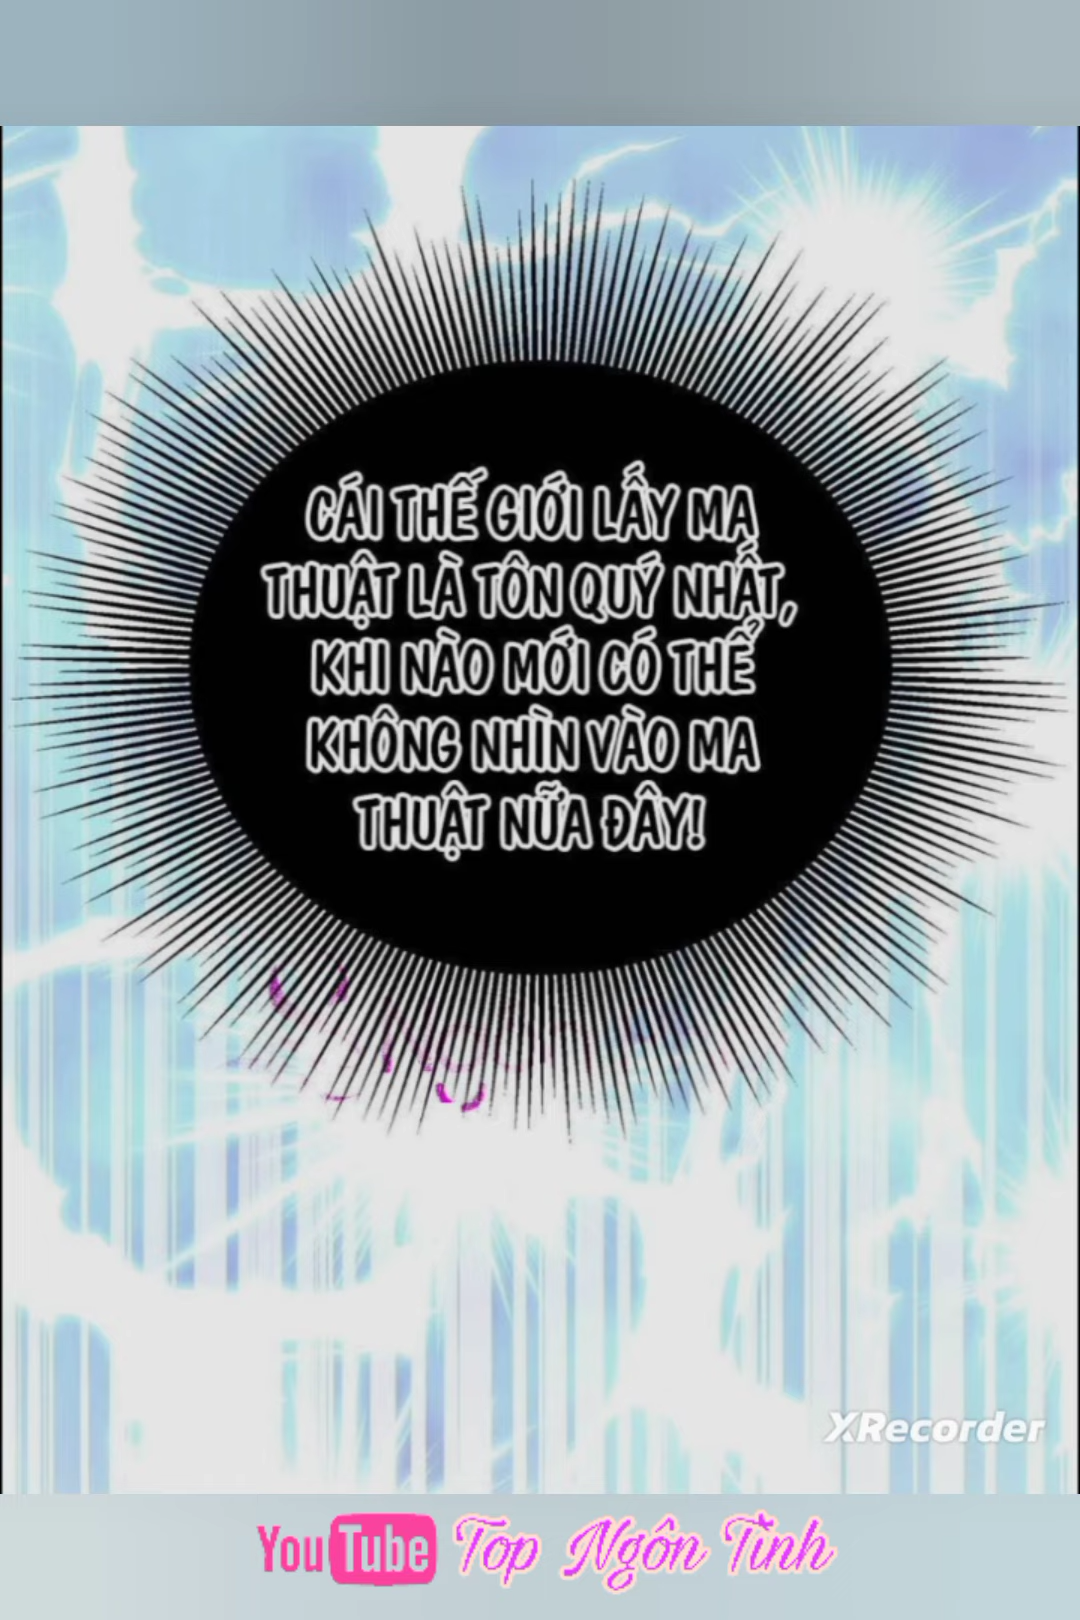 CÁI THẾ GIỚI LẤY MA
THUẬT LÀ TÔN QUÝ NHẤT,
KHI NÀO MỚI CÓ THỂ
KHÔNG NHÌN VÀO MA
THUẬT NỮA ĐÂY!
XRecorder
YouTube Top Ngôn Tình